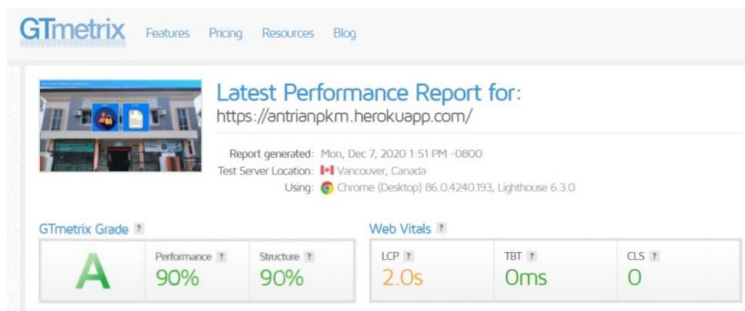 GTmetrix Features Pricing Resources Blog
Latest Performance Report for:
https://antrianpkm.herokuapp.com/
Report generated: Mon, Dec 7, 2020 1:51 PM -0800
Test Server Location: Vancouver, Canada
Using: Chrome (Desktop) 86.0.4240.193, Lighthouse 6.3.0
GTmetrix Grade ? Web Vitals ?
A Performance ? Structure ? LCP ? TBT ? CLS ?
90% 90% 2.0s 0ms 0